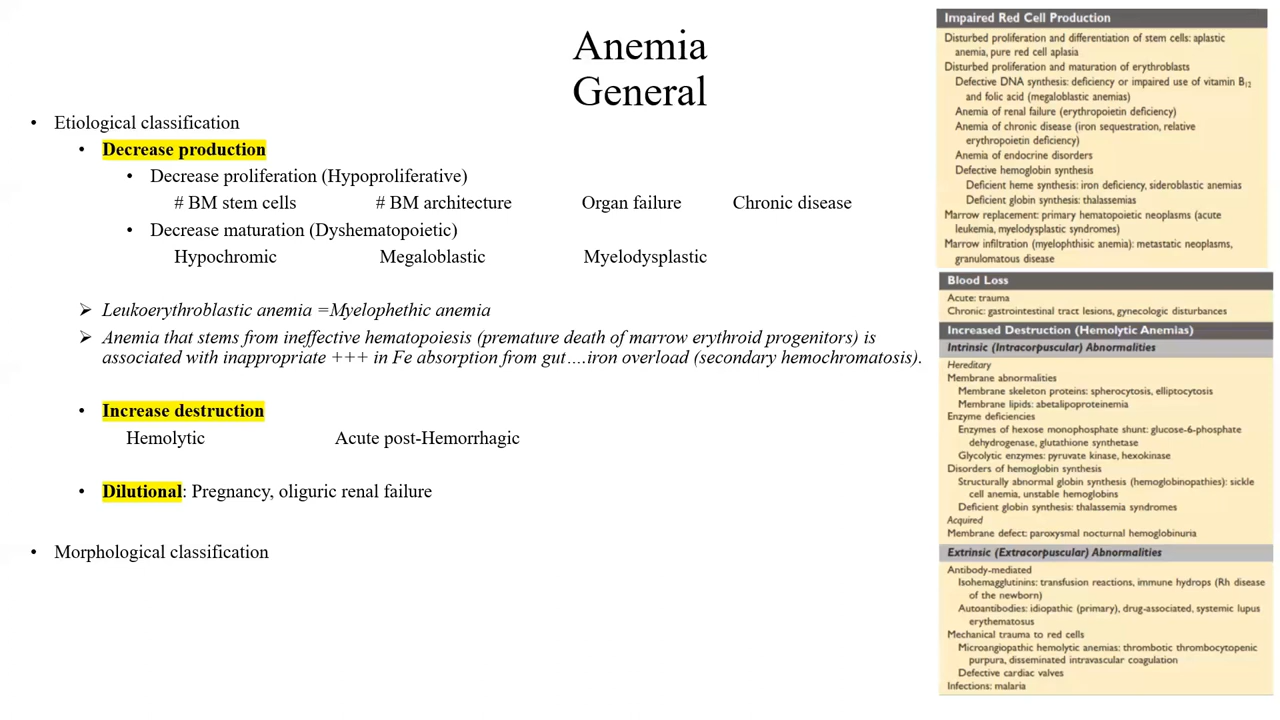 Anemia
General
• Etiological classification
• Decrease production
• Decrease proliferation (Hypoproliferative)
# BM stem cells # BM architecture Organ failure Chronic disease
• Decrease maturation (Dyshematopoietic)
Hypochromic Megaloblastic Myelodysplastic
➢ Leukoerythroblastic anemia =Myelophethic anemia
➢ Anemia that stems from ineffective hematopoiesis (premature death of marrow erythroid progenitors) is
associated with inappropriate +++ in Fe absorption from gut….iron overload (secondary hemochromatosis).
• Increase destruction
Hemolytic Acute post-Hemorrhagic
• Dilutional: Pregnancy, oliguric renal failure
• Morphological classification
Impaired Red Cell Production
Disturbed proliferation and differentiation of stem cells: aplastic
anemia, pure red cell aplasia
Disturbed proliferation and maturation of erythroblasts
Defective DNA synthesis: deficiency or impaired use of vitamin B12
and folic acid (megaloblastic anemias)
Anemia of renal failure (erythropoietin deficiency)
Anemia of chronic disease (iron sequestration, relative
erythropoietin deficiency)
Anemia of endocrine disorders
Defective hemoglobin synthesis
Deficient heme synthesis: iron deficiency, sideroblastic anemias
Deficient globin synthesis: thalassemias
Marrow replacement: primary hematopoietic neoplasms (acute
leukemia, myelodysplastic syndromes)
Marrow infiltration (myelophthisic anemia): metastatic neoplasms,
granulomatous disease
Blood Loss
Acute: trauma
Chronic: gastrointestinal tract lesions, gynecologic disturbances
Increased Destruction (Hemolytic Anemias)
Intrinsic (Intracorpuscular) Abnormalities
Hereditary
Membrane abnormalities
Membrane skeleton proteins: spherocytosis, elliptocytosis
Membrane lipids: abetalipoproteinemia
Enzyme deficiencies
Enzymes of hexose monophosphate shunt: glucose-6-phosphate
dehydrogenase, glutathione synthetase
Glycolytic enzymes: pyruvate kinase, hexokinase
Disorders of hemoglobin synthesis
Structurally abnormal globin synthesis (hemoglobinopathies): sickle
cell anemia, unstable hemoglobins
Deficient globin synthesis: thalassemia syndromes
Acquired
Membrane defect: paroxysmal nocturnal hemoglobinuria
Extrinsic (Extracorpuscular) Abnormalities
Antibody-mediated
Isohemagglutinins: transfusion reactions, immune hydrops (Rh disease
of the newborn)
Autoantibodies: idiopathic (primary), drug-associated, systemic lupus
erythematosus
Mechanical trauma to red cells
Microangiopathic hemolytic anemias: thrombotic thrombocytopenic
purpura, disseminated intravascular coagulation
Defective cardiac valves
Infections: malaria